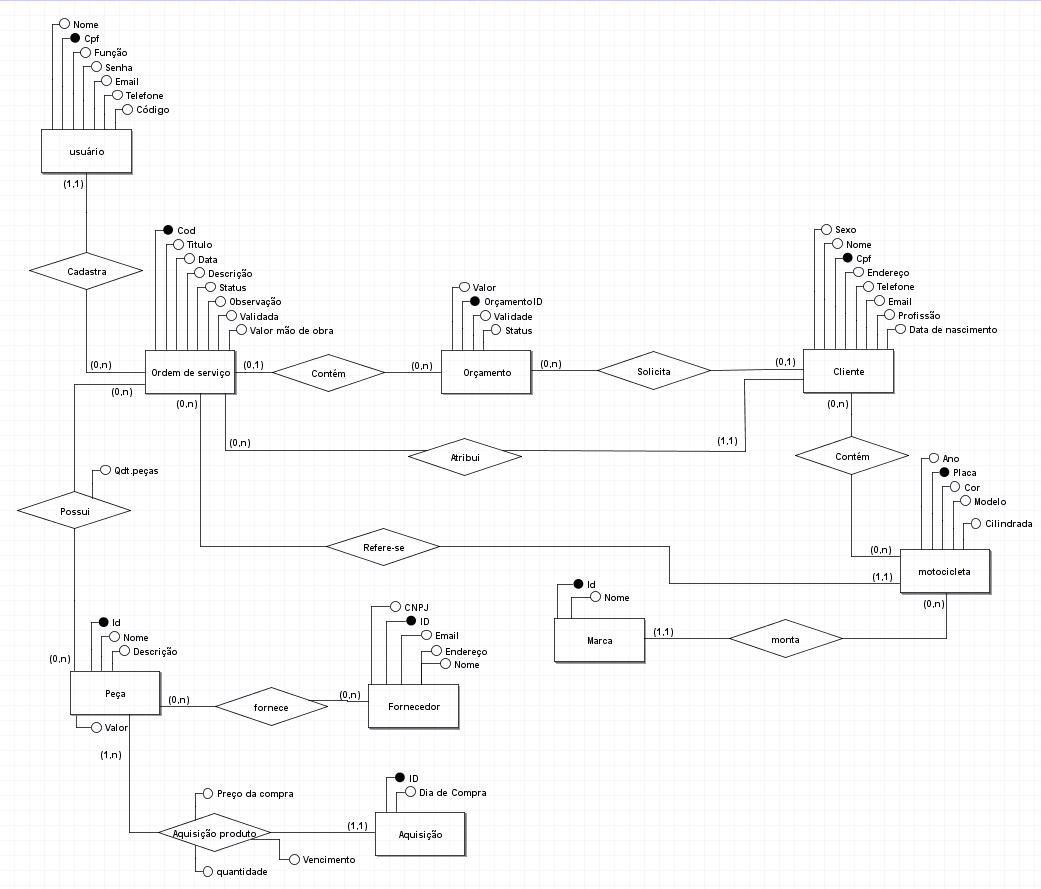 Nome
Cpf
Função
Senha
Email
Telefone
Código
usuário
(1,1)
Cadastra
(0,n)
Cod
Titulo
Data
Descrição
Status
Observação
Validada
Valor mão de obra
Ordem de serviço
(0,1)
Contém
(0,n)
Valor
OrçamentoID
Validade
Status
Orçamento
(0,n)
Solicita
(0,1)
Sexo
Nome
Cpf
Endereço
Telefone
Email
Profissão
Data de nascimento
Cliente
(0,n)
(0,n)
(0,n)
(0,n)
Atribui
(1,1)
Contém
(0,n)
Qdt.peças
Possui
Refere-se
(1,1)
Ano
Placa
Cor
Modelo
Cilindrada
motocicleta
(0,n)
Id
Nome
Marca
(1,1)
monta
Id
Nome
Descrição
(0,n)
Peça
Valor
(0,n)
fornece
(0,n)
CNPJ
ID
Email
Endereço
Nome
Fornecedor
(1,n)
Preço da compra
Aquisição produto
quantidade
Vencimento
(1,1)
ID
Dia de Compra
Aquisição